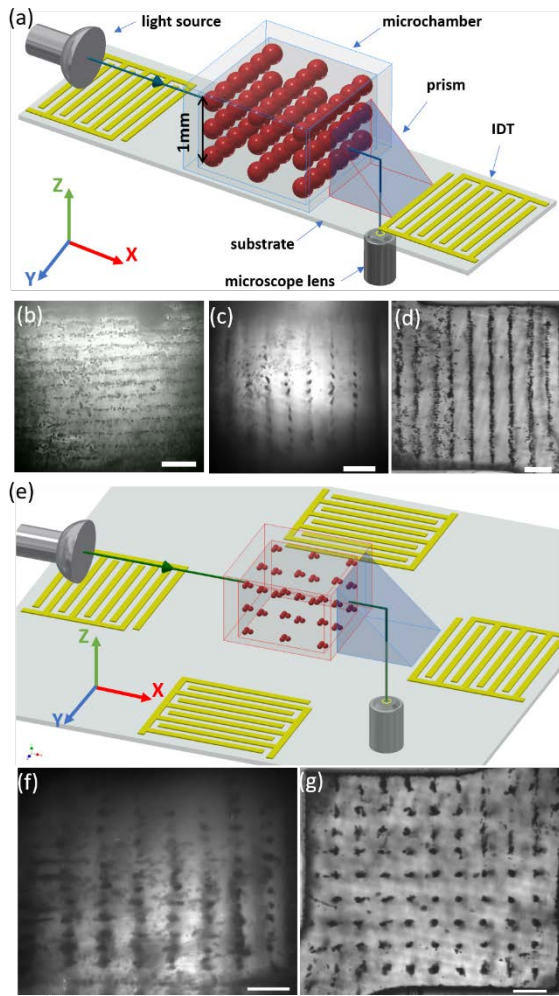 (a)
light source
microchamber
prism
IDT
1mm
Z
X
Y
substrate
microscope lens
(b)
(c)
(d)
(e)
Z
X
Y
(f)
(g)